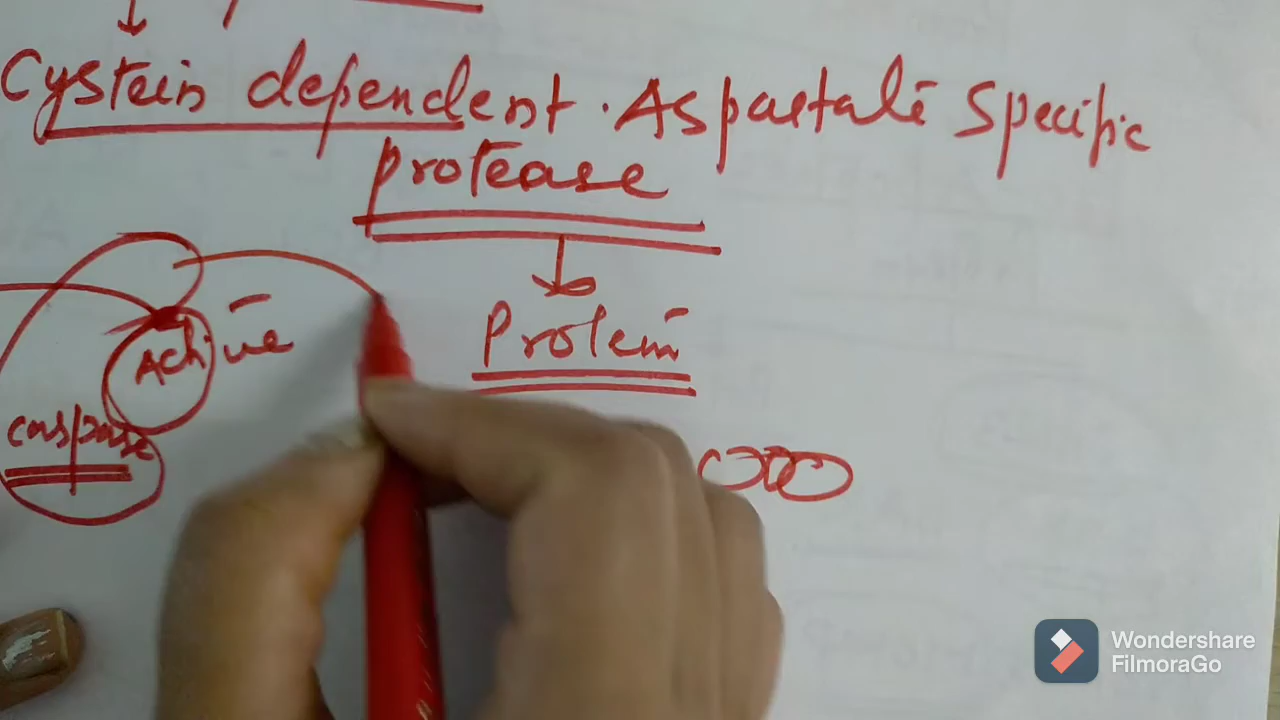 Cystein dependent. Aspartate Specific
protease
Protein
Active
caspase
Wondershare
FilmoraGo